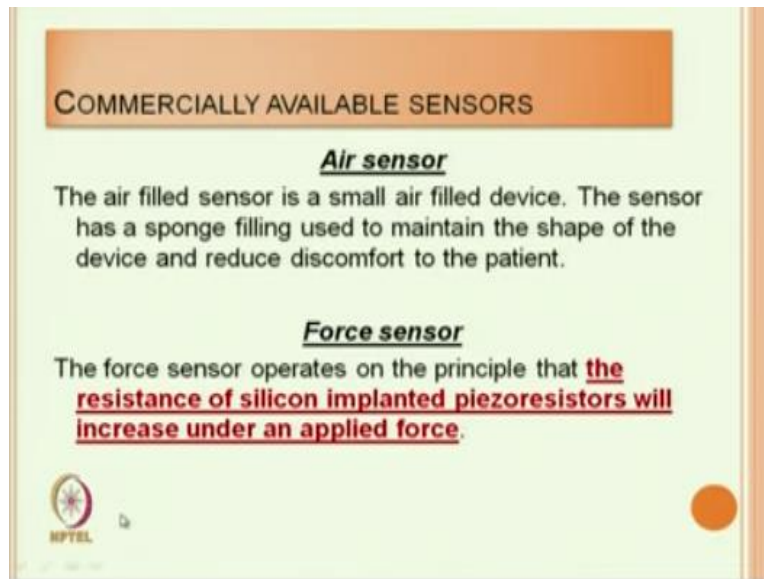 COMMERCIALLY AVAILABLE SENSORS
Air sensor
The air filled sensor is a small air filled device. The sensor
has a sponge filling used to maintain the shape of the
device and reduce discomfort to the patient.
Force sensor
The force sensor operates on the principle that the
resistance of silicon implanted piezoresistors will
increase under an applied force.
NPTEL